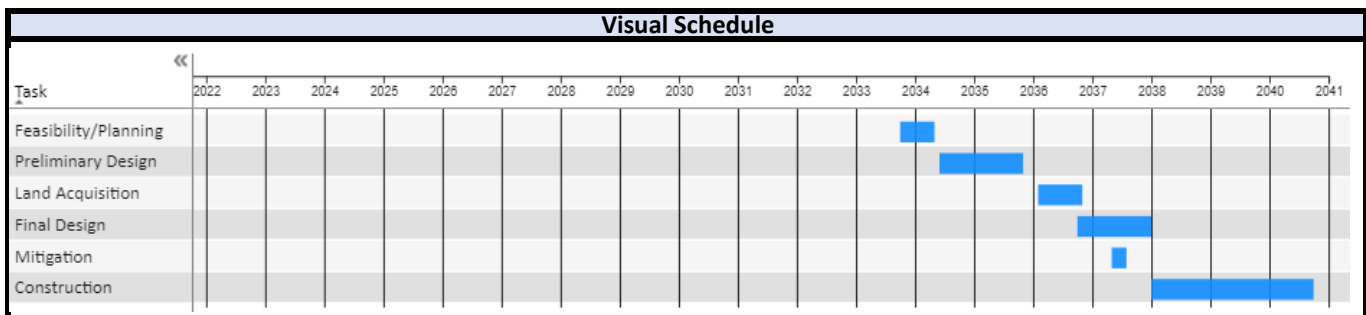 Visual Schedule
«
Task 2022 2023 2024 2025 2026 2027 2028 2029 2030 2031 2032 2033 2034 2035 2036 2037 2038 2039 2040 2041
Feasibility/Planning
Preliminary Design
Land Acquisition
Final Design
Mitigation
Construction